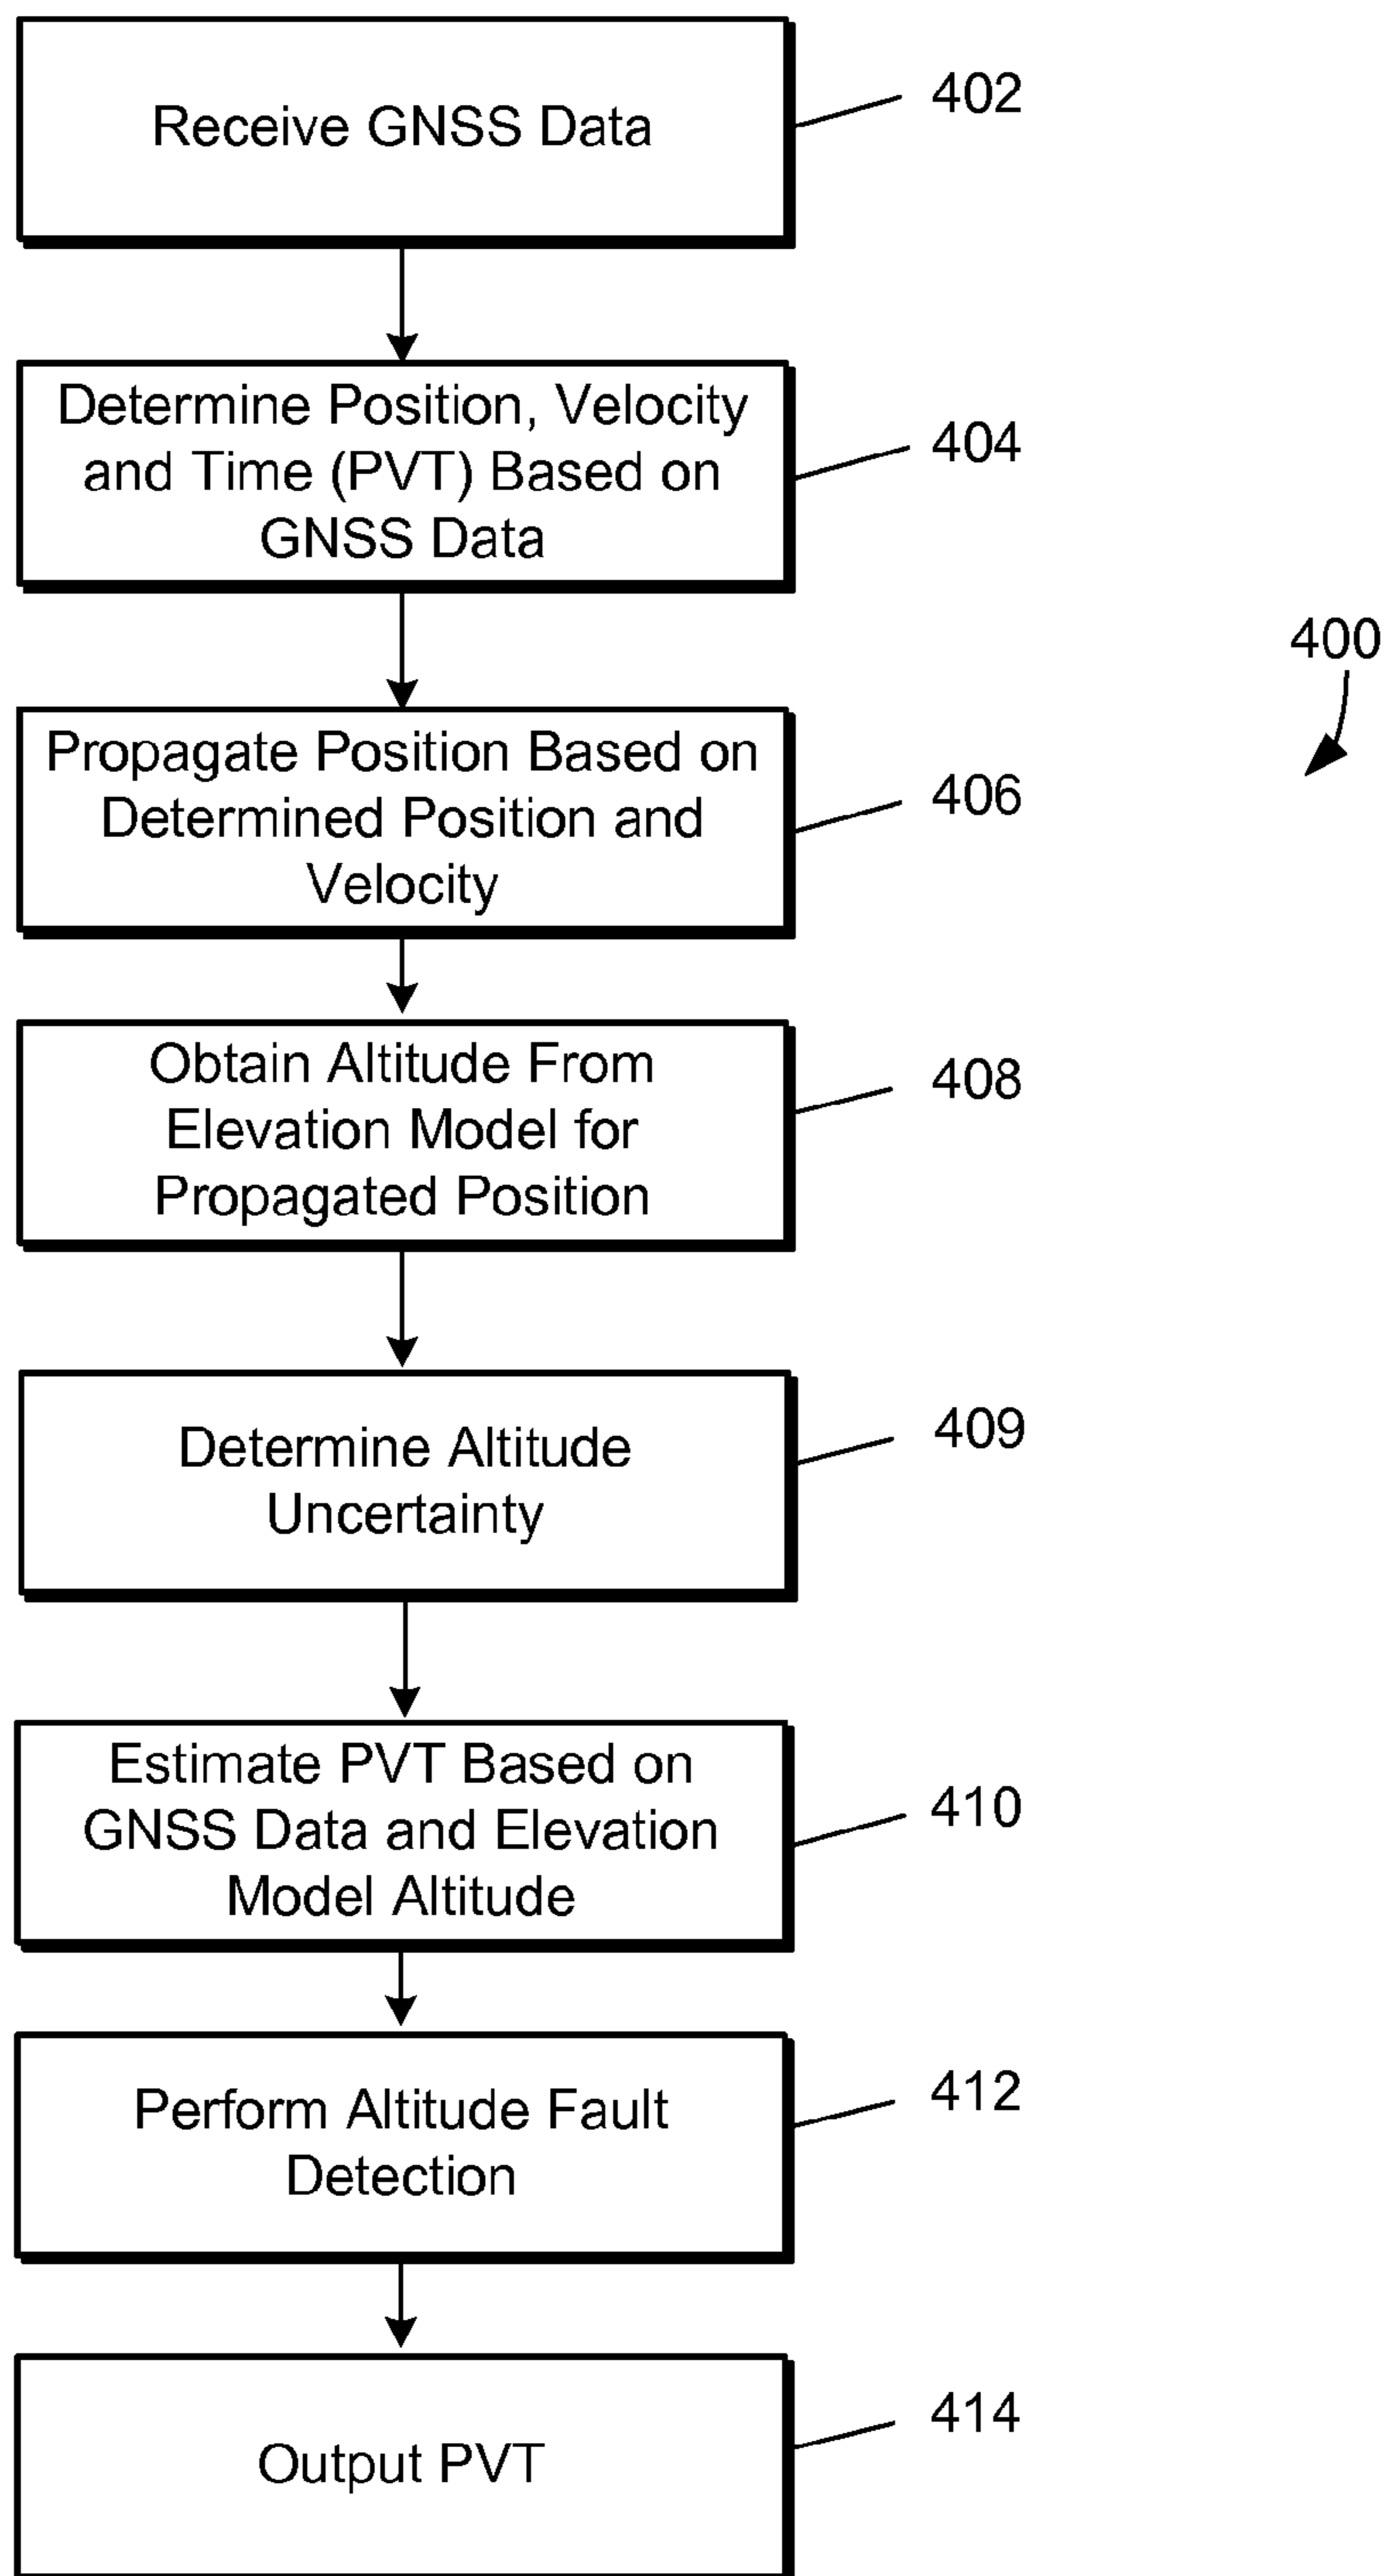 Receive GNSS Data
402
Determine Position, Velocity
and Time (PVT) Based on
GNSS Data
404
400
Propagate Position Based on
Determined Position and
Velocity
406
Obtain Altitude From
Elevation Model for
Propagated Position
408
Determine Altitude
Uncertainty
409
Estimate PVT Based on
GNSS Data and Elevation
Model Altitude
410
Perform Altitude Fault
Detection
412
Output PVT
414